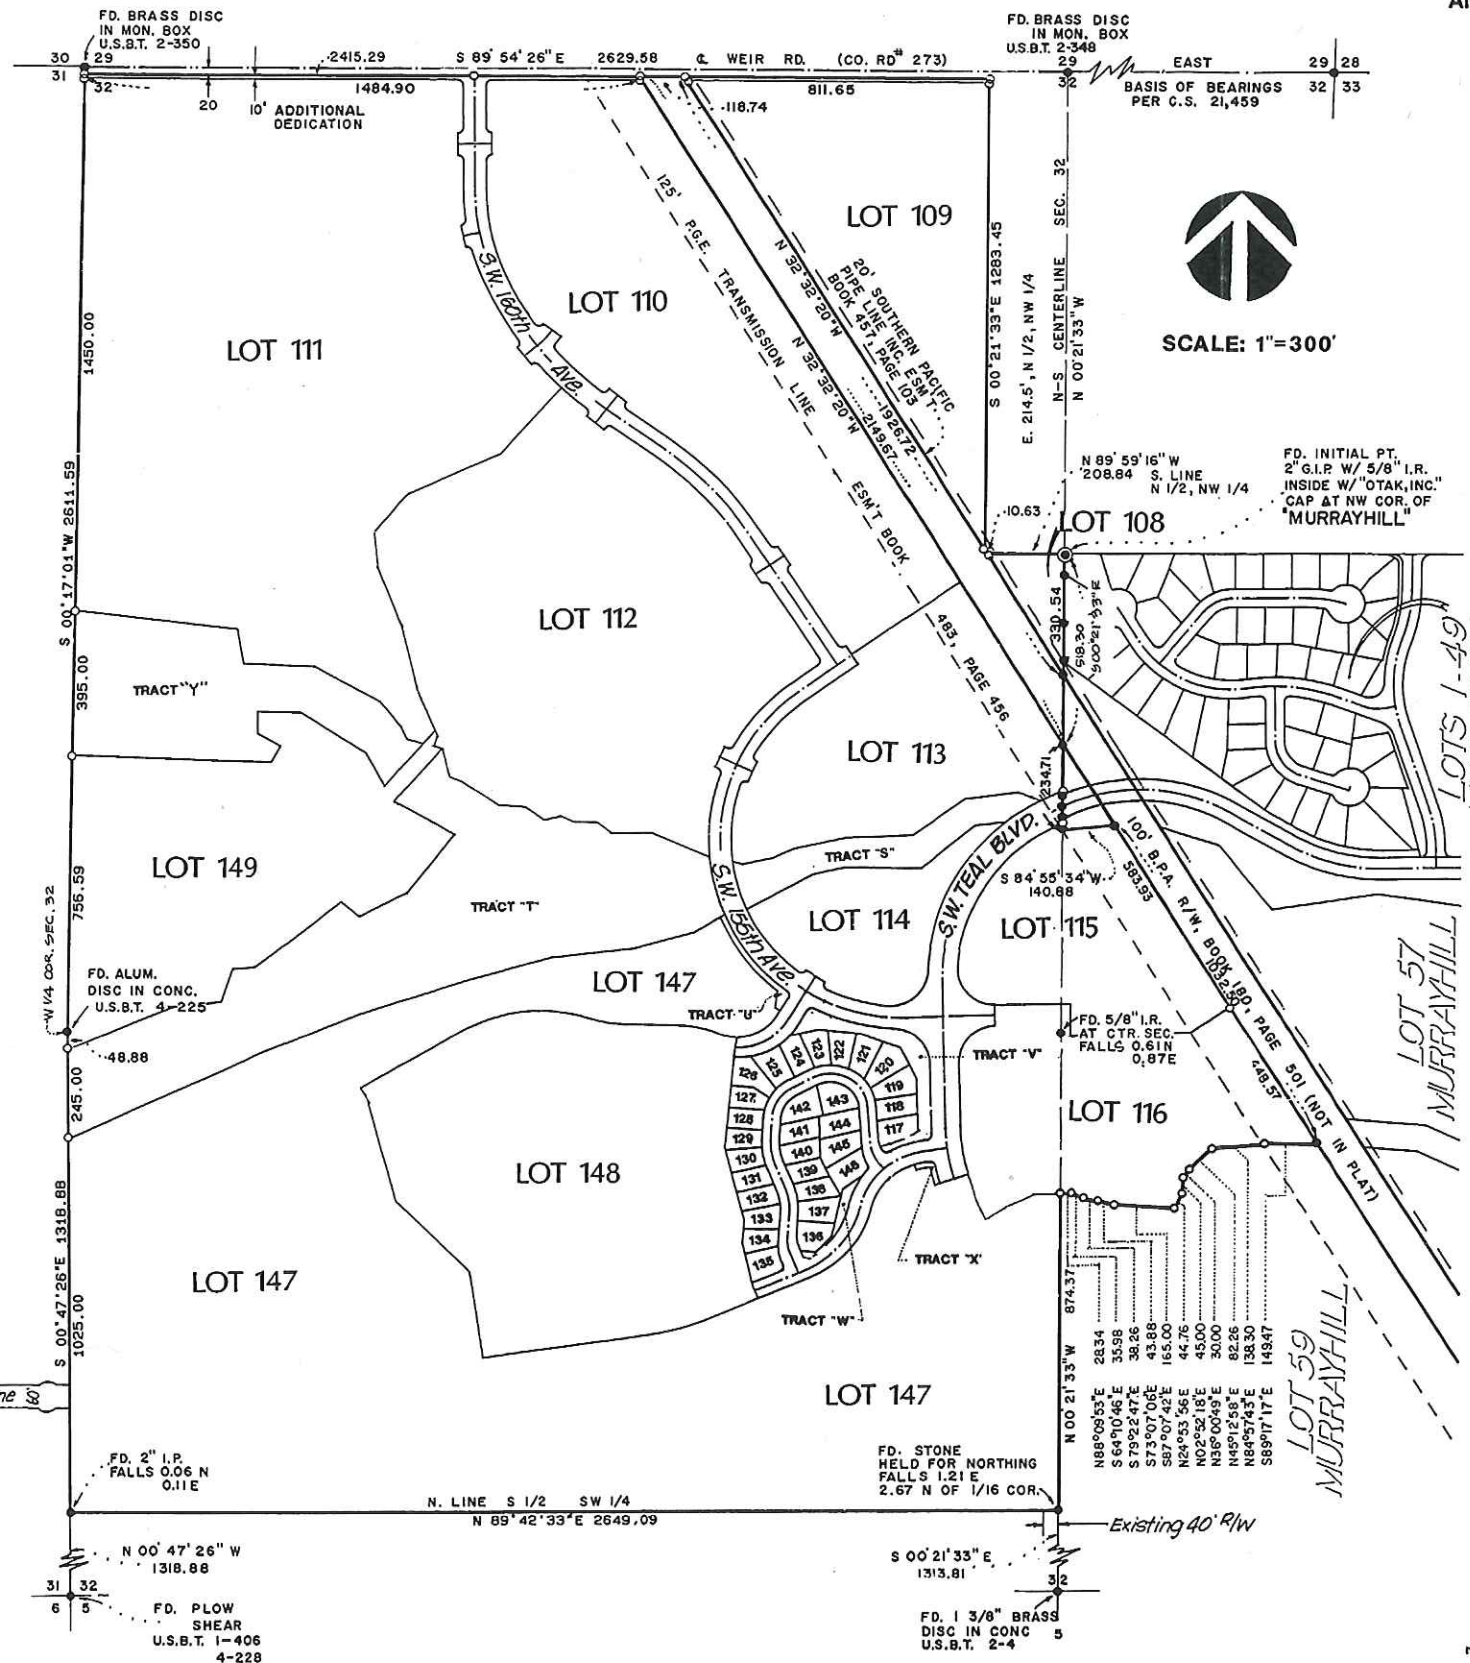 FD. BRASS DISC
IN MON. BOX
U.S.B.T. 2-350
FD. BRASS DISC
IN MON. BOX
U.S.B.T. 2-348
30 29
31
32
2415.29
S 89° 54' 26" E
2629.58
℄ WEIR RD. (CO. RD# 273)
29
32
EAST
29 28
32 33
BASIS OF BEARINGS
PER C.S. 21,459
20
10' ADDITIONAL
DEDICATION
1484.90
118.74
811.65
LOT 109
LOT 110
LOT 111
S.W. 160th Ave.
125' P.G.E. TRANSMISSION LINE ESM'T BOOK 483, PAGE 456
N 32° 32' 20" W
N 32° 32' 20" W
20' SOUTHERN PACIFIC
PIPE LINE INC. ESM'T.
BOOK 457, PAGE 103
1926.72
2149.67
S 00° 21' 33" E 1283.45
E. 214.5', N 1/2, NW 1/4
N-S CENTERLINE SEC. 32
N 00° 21' 33" W
SCALE: 1"=300'
N 89° 59' 16" W
208.84 S. LINE
N 1/2, NW 1/4
FD. INITIAL PT.
2" G.I.P. W/ 5/8" I.R.
INSIDE W/ "OTAK, INC."
CAP AT NW COR. OF
"MURRAYHILL"
10.63
LOT 108
1450.00
S 00° 17' 01" W 2611.59
395.00
756.59
LOT 112
330.54
518.30
S00°21'33"E
LOTS 1-49
TRACT "Y"
LOT 113
234.71
S.W. TEAL BLVD.
100' B.P.A. R/W, BOOK 180, PAGE 501 (NOT IN PLAT)
583.93
1032.50
448.57
LOT 149
TRACT "T"
TRACT "S"
S 84° 55' 34" W
140.88
LOT 114
LOT 115
S.W. 155th Ave.
W 1/4 COR. SEC. 32
FD. ALUM.
DISC IN CONC.
U.S.B.T. 4-225
48.88
245.00
LOT 147
TRACT "U"
FD. 5/8" I.R.
AT CTR. SEC.
FALLS 0.61N
0.87E
TRACT "V"
LOT 57
MURRAYHILL
LOT 116
126
125
124
123
122
121
120
119
118
117
127
128
129
130
131
132
133
134
135
142
143
141
144
140
145
139
146
138
137
136
LOT 148
S 00° 47' 26" E 1318.88
1025.00
LOT 147
TRACT "X"
TRACT "W"
874.37
N 00° 21' 33" W
N88°09'53"E 28.34
S64°10'46"E 35.98
S79°22'47"E 38.26
S73°07'06"E 43.88
S87°07'42"E 165.00
N24°53'56"E 44.76
N02°52'18"E 45.00
N36°00'49"E 30.00
N45°12'58"E 82.26
N84°57'43"E 138.30
S89°17'17"E 149.47
LOT 59
MURRAYHILL
60'
LOT 147
FD. 2" I.P.
FALLS 0.06 N
0.11 E
FD. STONE
HELD FOR NORTHING
FALLS 1.21 E
2.67 N OF 1/16 COR.
N. LINE S 1/2 SW 1/4
N 89° 42' 33" E 2649.09
Existing 40' R/W
N 00° 47' 26" W
1318.88
S 00° 21' 33" E
1313.81
31 32
6 5
FD. PLOW
SHEAR
U.S.B.T. 1-406
4-228
32
5
FD. 1 3/8" BRASS
DISC IN CONC
U.S.B.T. 2-4